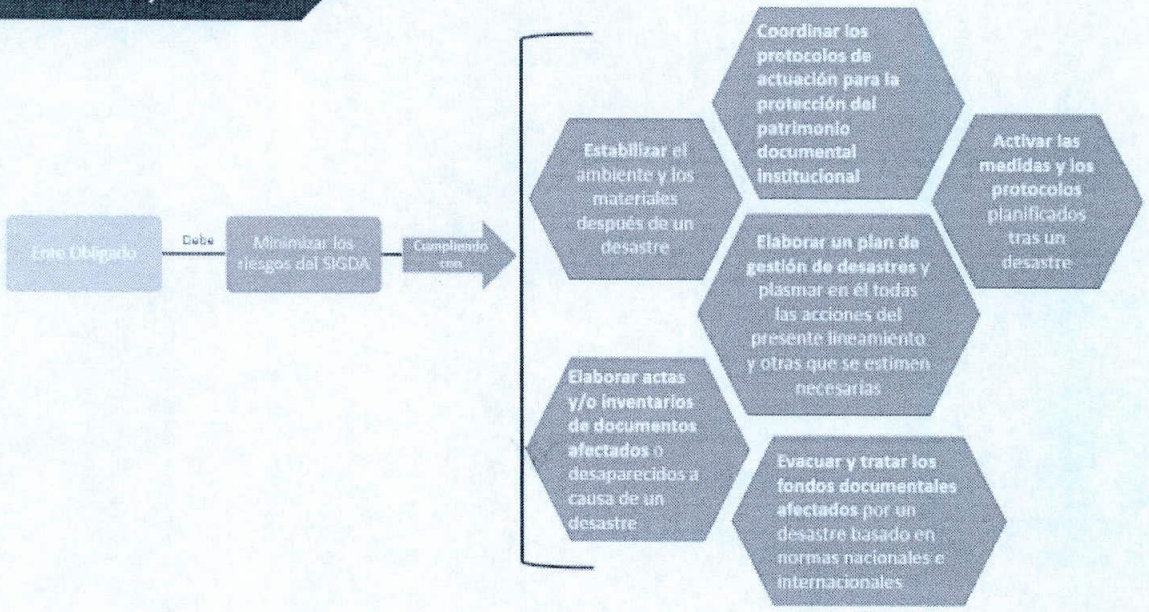 Ente Obligado
Debe
Minimizar los
riesgos del SIGDA
Cumpliendo
con
Coordinar los
protocolos de
actuación para la
protección del
patrimonio
documental
institucional
Estabilizar el
ambiente y los
materiales
después de un
desastre
Activar las
medidas y los
protocolos
planificados
tras un
desastre
Elaborar un plan de
gestión de desastres y
plasmar en él todas
las acciones del
presente lineamiento
y otras que se estimen
necesarias
Elaborar actas
y/o inventarios
de documentos
afectados o
desaparecidos a
causa de un
desastre
Evacuar y tratar los
fondos documentales
afectados por un
desastre basado en
normas nacionales e
internacionales